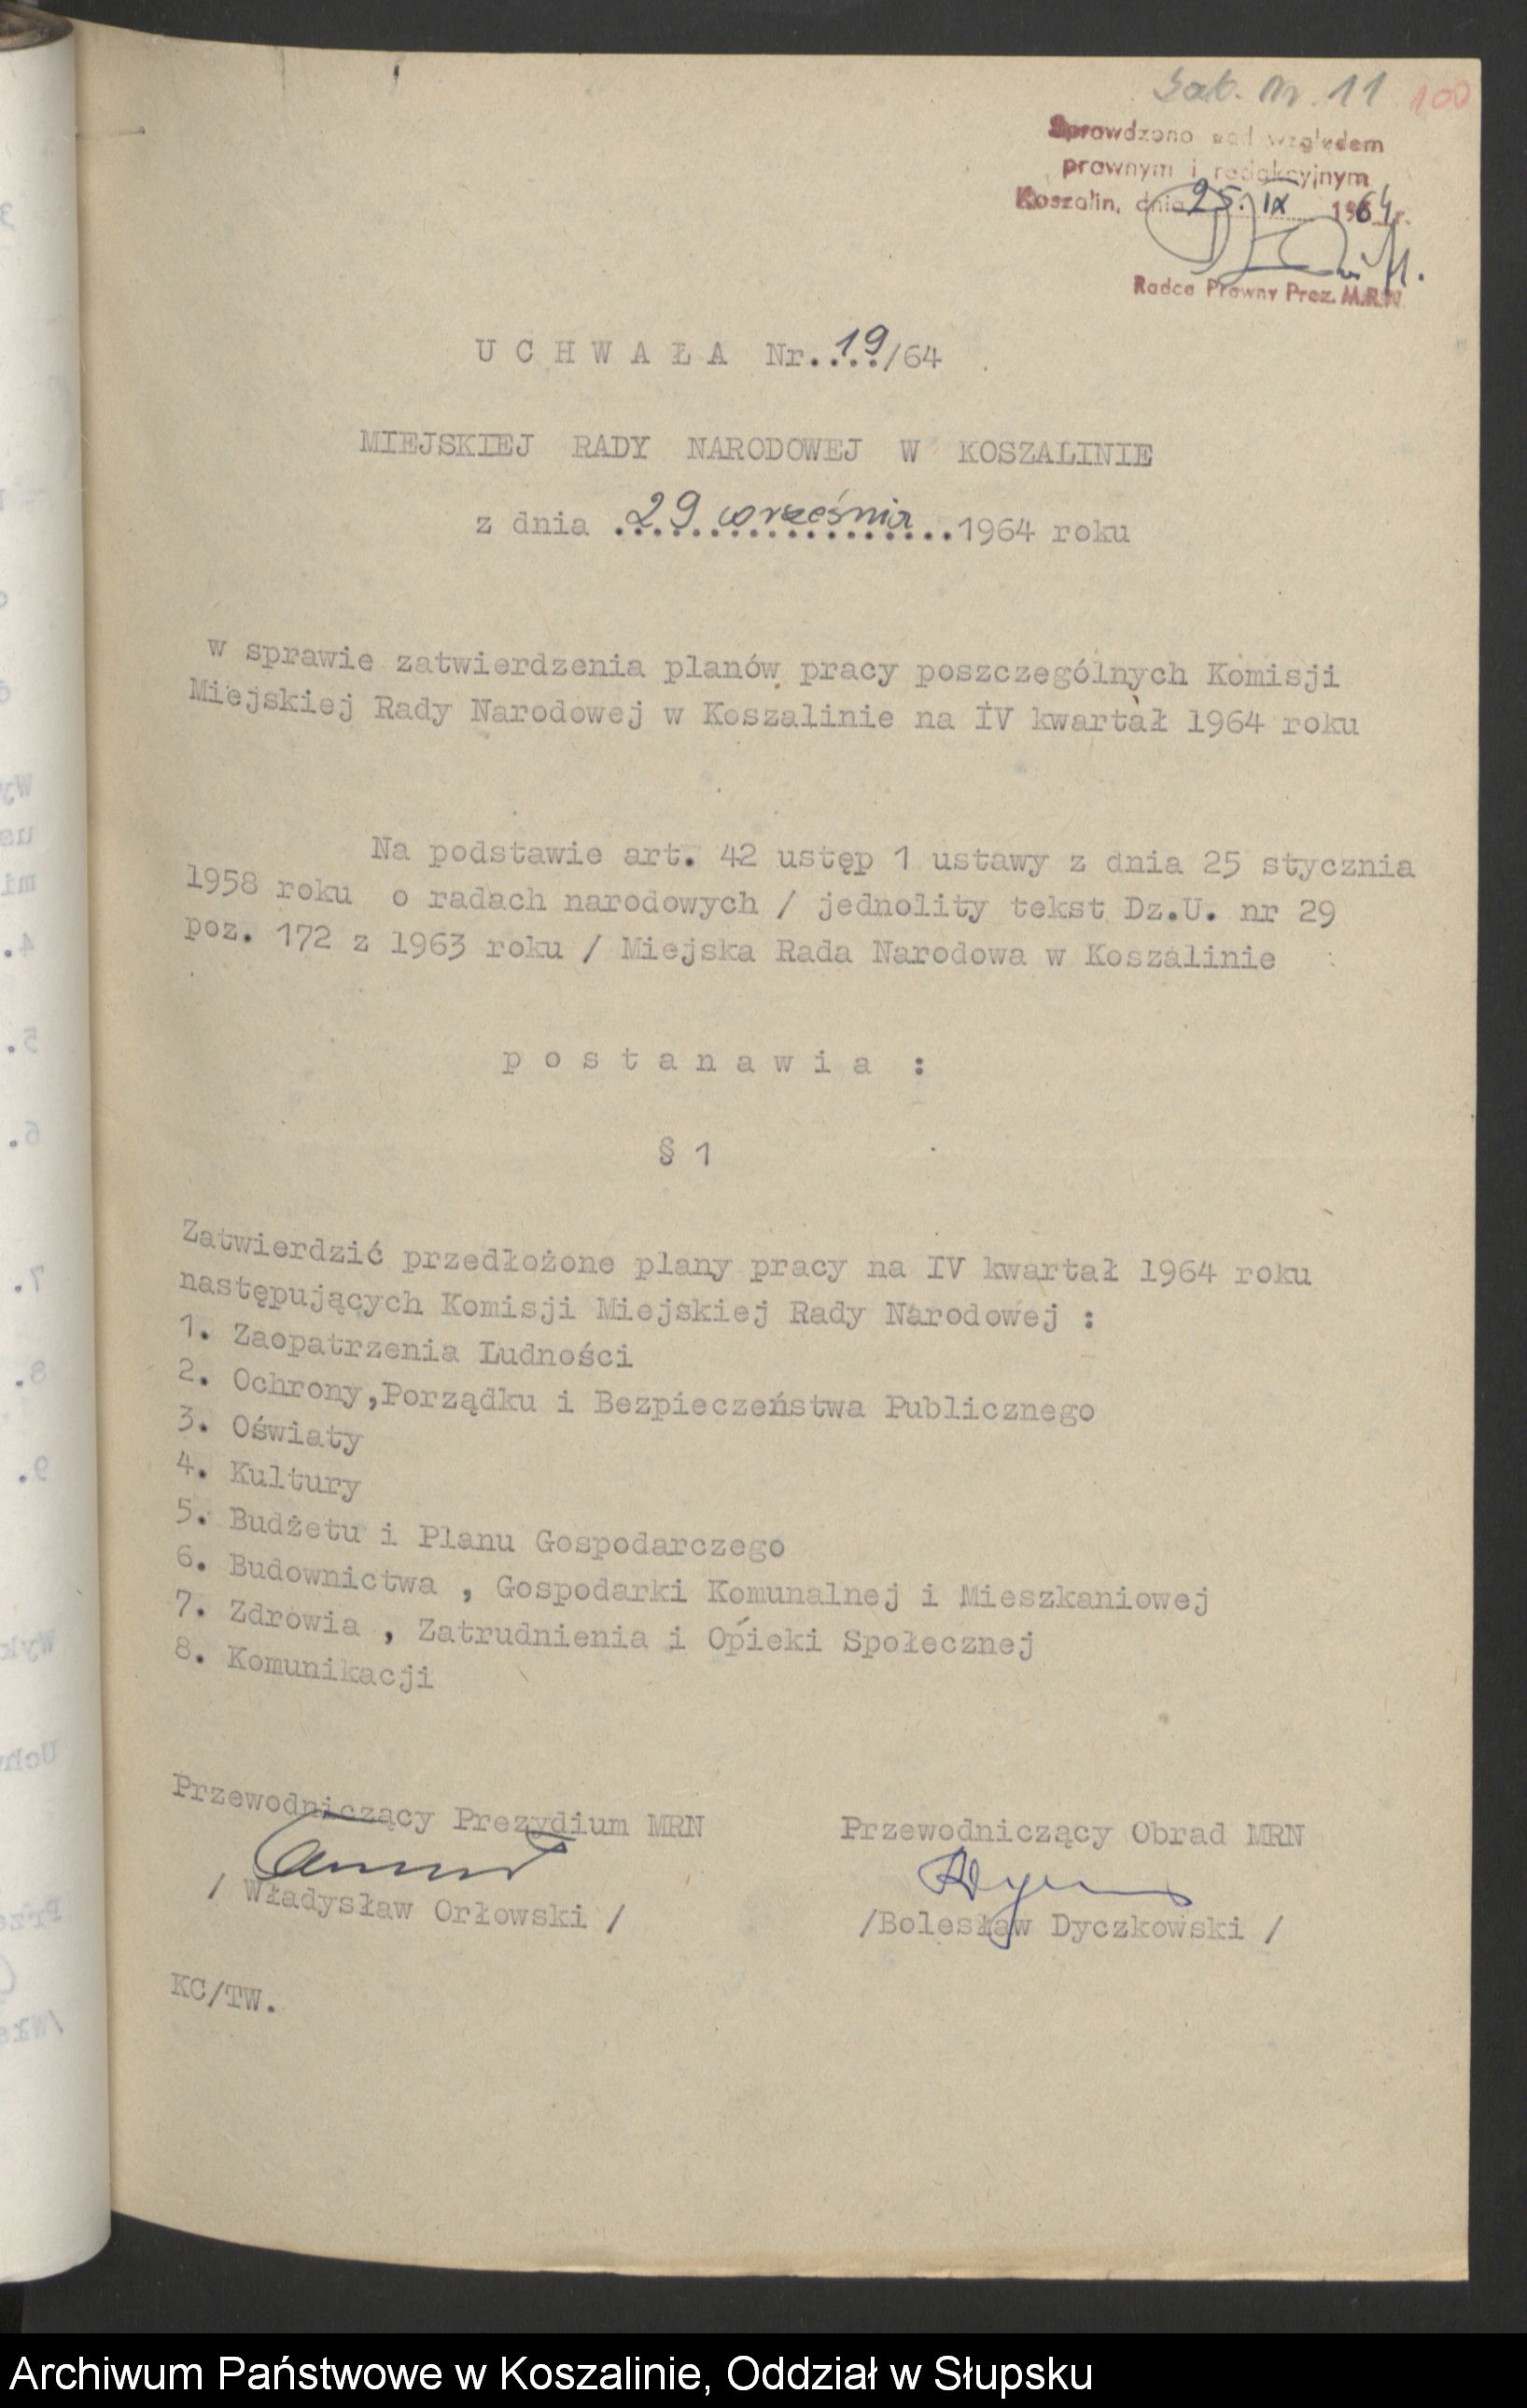 Zał. Nr. 11 100
Sprawdzono pod względem
prawnym i redakcyjnym
Koszalin, dnia 25. IX 1964 r.
Radca Prawny Prez. M.R.N.
U C H W A Ł A Nr.19/64
MIEJSKIEJ RADY NARODOWEJ W KOSZALINIE
z dnia 29 września 1964 roku
w sprawie zatwierdzenia planów pracy poszczególnych Komisji
Miejskiej Rady Narodowej w Koszalinie na IV kwartał 1964 roku
Na podstawie art. 42 ustęp 1 ustawy z dnia 25 stycznia
1958 roku o radach narodowych / jednolity tekst Dz.U. nr 29
poz. 172 z 1963 roku / Miejska Rada Narodowa w Koszalinie
p o s t a n a w i a :
§ 1
Zatwierdzić przedłożone plany pracy na IV kwartał 1964 roku
następujących Komisji Miejskiej Rady Narodowej :
1. Zaopatrzenia Ludności
2. Ochrony,Porządku i Bezpieczeństwa Publicznego
3. Oświaty
4. Kultury
5. Budżetu i Planu Gospodarczego
6. Budownictwa , Gospodarki Komunalnej i Mieszkaniowej
7. Zdrowia , Zatrudnienia i Opieki Społecznej
8. Komunikacji
Przewodniczący Prezydium MRN
/ Władysław Orłowski /
Przewodniczący Obrad MRN
/Bolesław Dyczkowski /
KC/TW.
Archiwum Państwowe w Koszalinie, Oddział w Słupsku